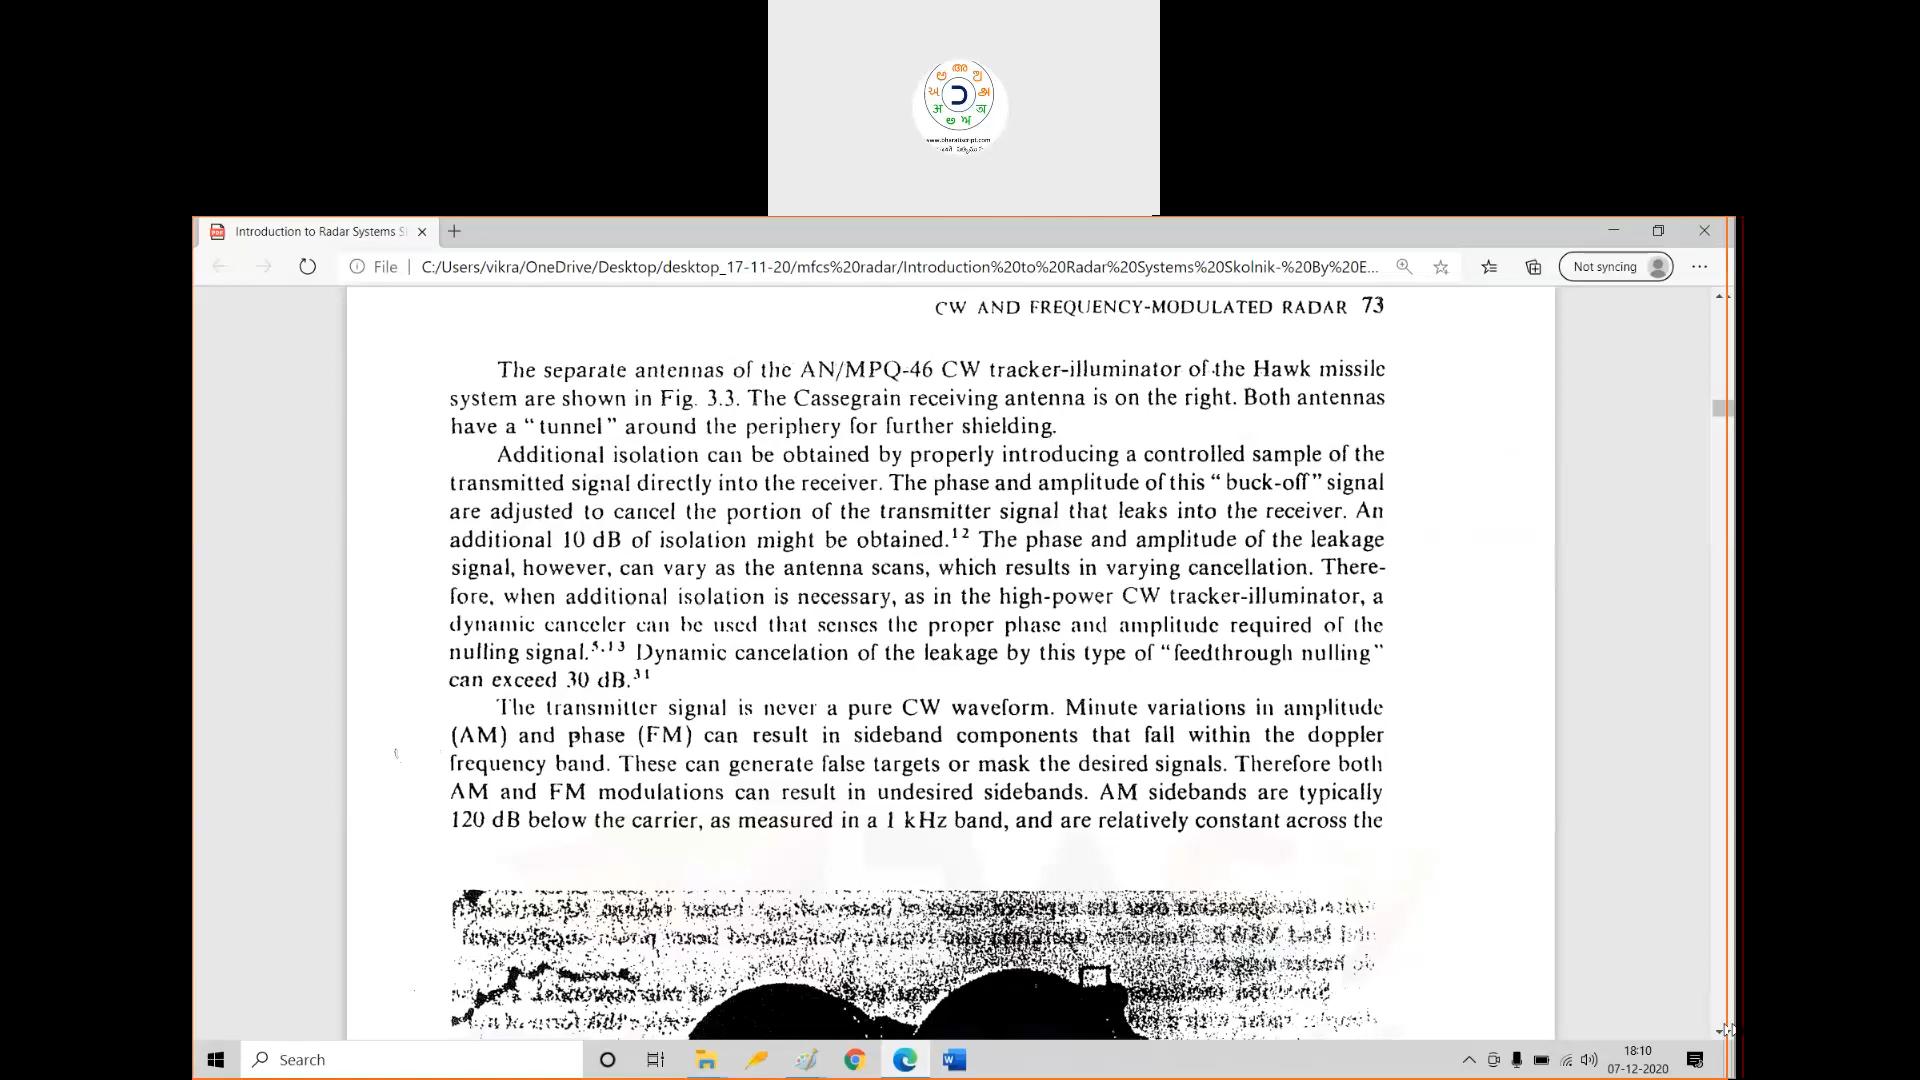 www.bharatiscript.com
Introduction to Radar Systems S
File
C:/Users/vikra/OneDrive/Desktop/desktop_17-11-20/mfcs%20radar/Introduction%20to%20Radar%20Systems%20Skolnik-%20By%20E...
Not syncing
CW AND FREQUENCY-MODULATED RADAR 73
The separate antennas of the AN/MPQ-46 CW tracker-illuminator of the Hawk missile
system are shown in Fig. 3.3. The Cassegrain receiving antenna is on the right. Both antennas
have a “tunnel” around the periphery for further shielding.
Additional isolation can be obtained by properly introducing a controlled sample of the
transmitted signal directly into the receiver. The phase and amplitude of this “buck-off” signal
are adjusted to cancel the portion of the transmitter signal that leaks into the receiver. An
additional 10 dB of isolation might be obtained.12 The phase and amplitude of the leakage
signal, however, can vary as the antenna scans, which results in varying cancellation. There-
fore, when additional isolation is necessary, as in the high-power CW tracker-illuminator, a
dynamic canceler can be used that senses the proper phase and amplitude required of the
nulling signal.5.13 Dynamic cancelation of the leakage by this type of “feedthrough nulling”
can exceed 30 dB.31
The transmitter signal is never a pure CW waveform. Minute variations in amplitude
(AM) and phase (FM) can result in sideband components that fall within the doppler
frequency band. These can generate false targets or mask the desired signals. Therefore both
AM and FM modulations can result in undesired sidebands. AM sidebands are typically
120 dB below the carrier, as measured in a 1 kHz band, and are relatively constant across the
Search
18:10
07-12-2020